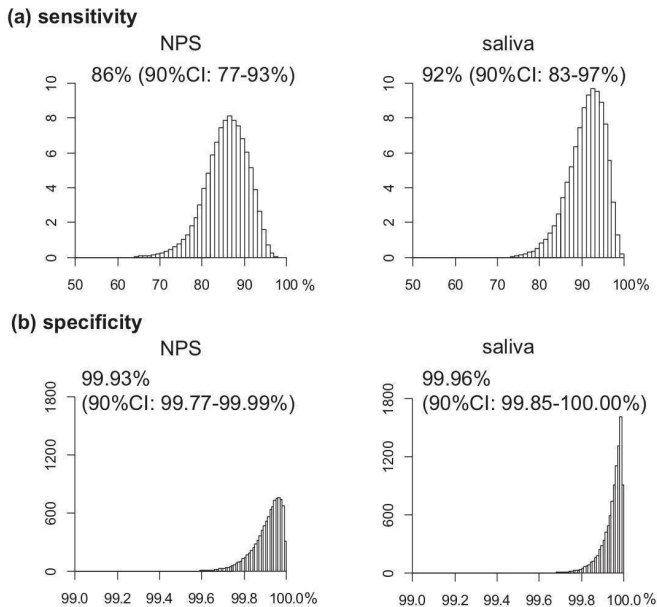 (a) sensitivity
NPS
86% (90%CI: 77-93%)
10
8
6
4
2
0
50 60 70 80 90 100 %
saliva
92% (90%CI: 83-97%)
10
8
6
4
2
0
50 60 70 80 90 100 %
(b) specificity
NPS
99.93%
(90%CI: 99.77-99.99%)
1800
1200
600
0
99.0 99.2 99.4 99.6 99.8 100.0%
saliva
99.96%
(90%CI: 99.85-100.00%)
1800
1200
600
0
99.0 99.2 99.4 99.6 99.8 100.0%